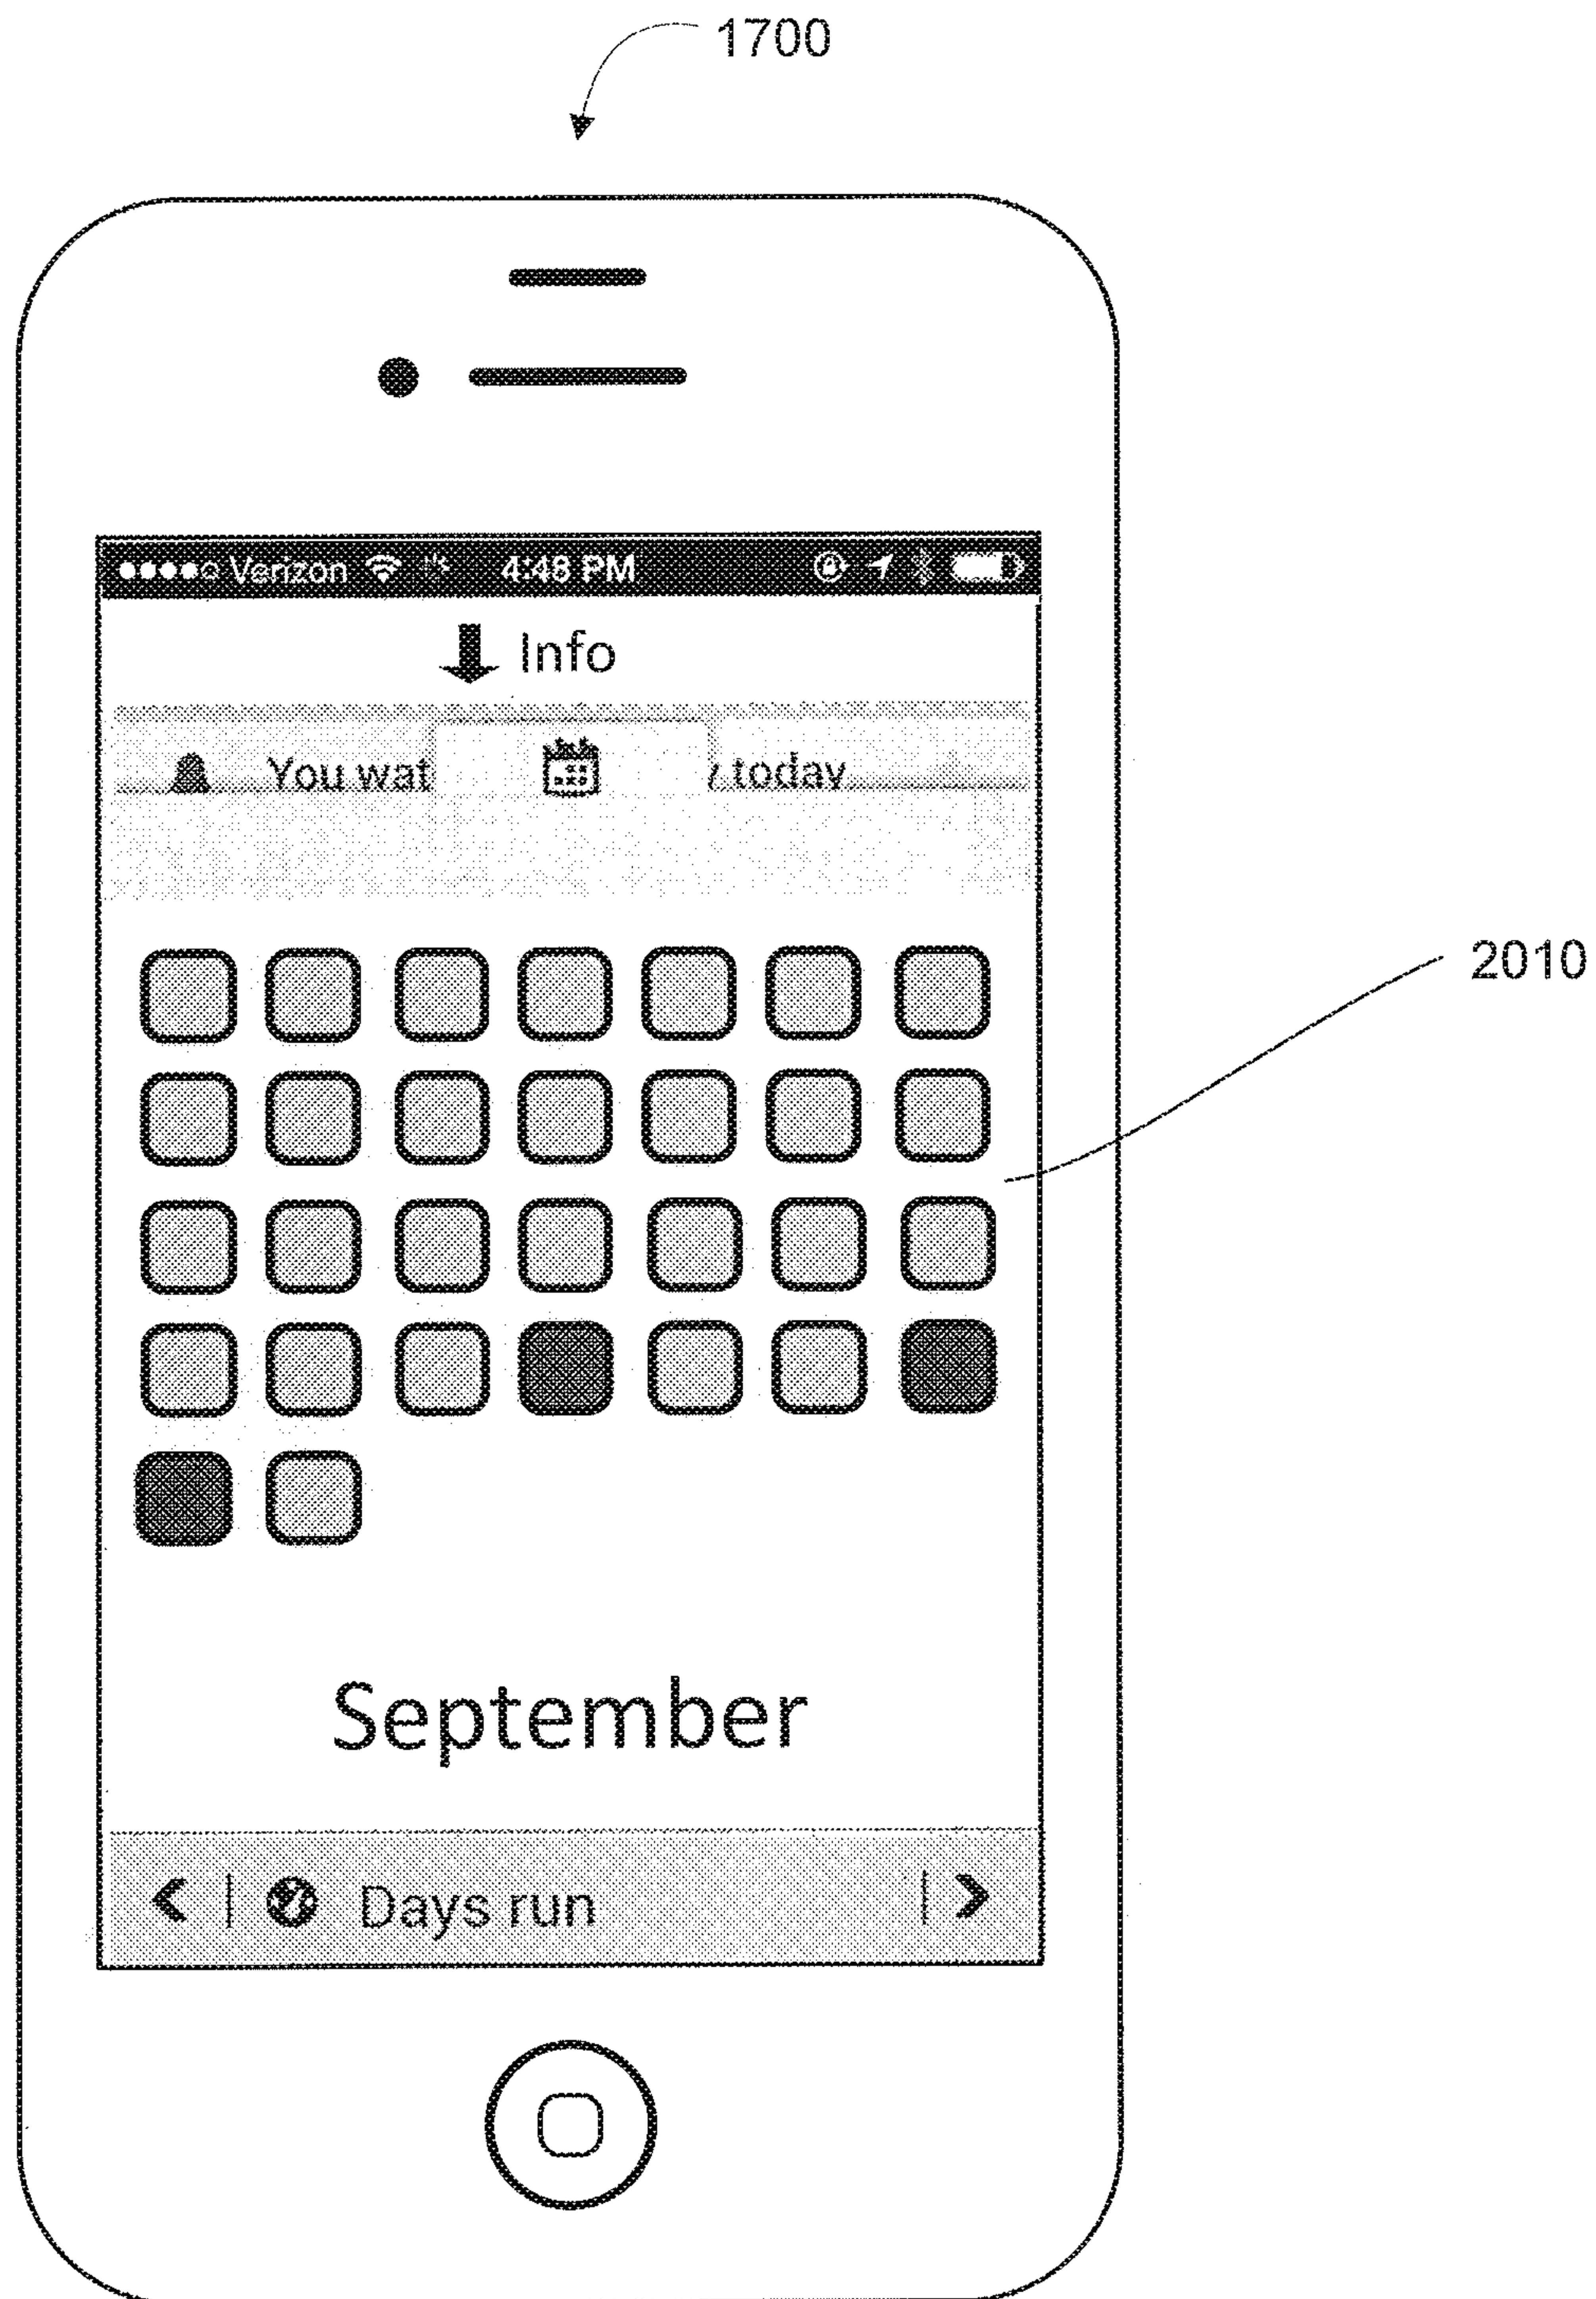 1700
Verizon 4:48 PM
Info
You wat today
2010
September
Days run